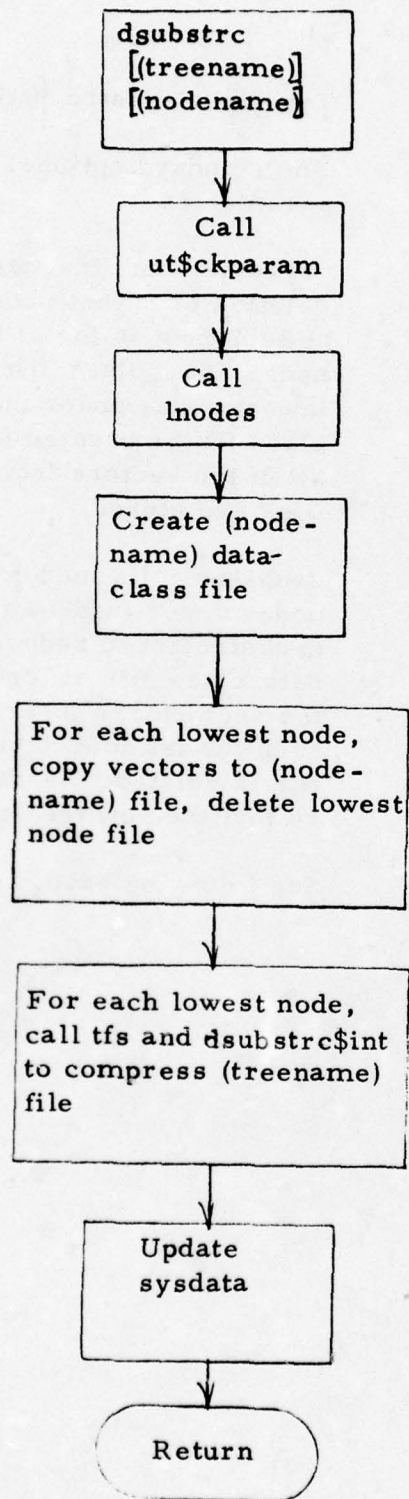 dsubstrc
[(treename)]
[(nodename)]
Call
ut$ckparam
Call
lnodes
Create (node-
name) data-
class file
For each lowest node,
copy vectors to (node-
name) file, delete lowest
node file
For each lowest node,
call tfs and dsubstrc$int
to compress (treename)
file
Update
sysdata
Return